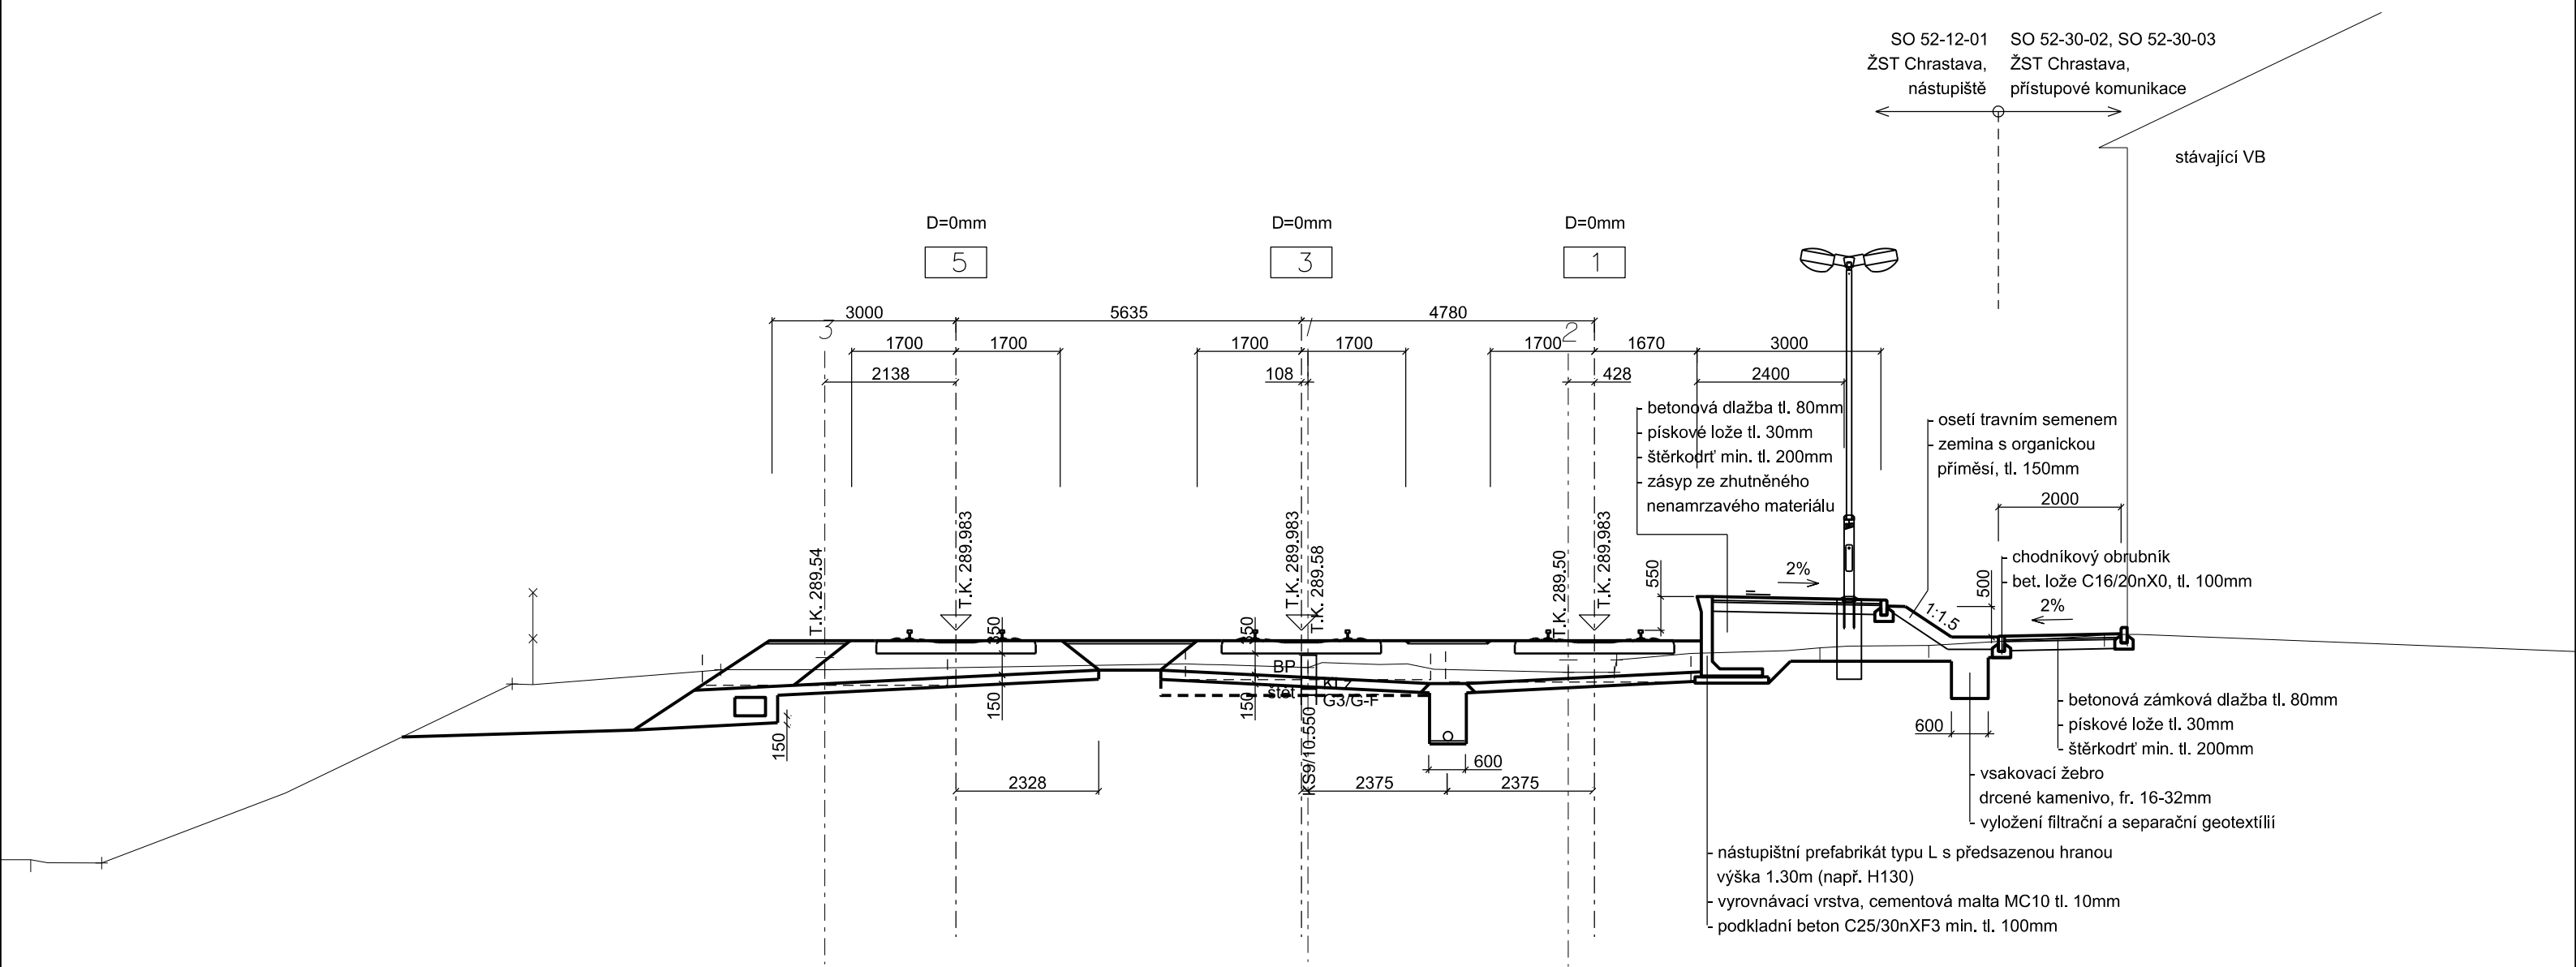 SO 52-12-01
ŽST Chrastava,
nástupiště
SO 52-30-02, SO 52-30-03
ŽST Chrastava,
přístupové komunikace
stávající VB
D=0mm
D=0mm
D=0mm
5
3
1
3000
5635
4780
3
2
1700
1700
1700
1700
1700
1670
3000
2138
108
428
2400
- betonová dlažba tl. 80mm
- pískové lože tl. 30mm
- štěrkodrť min. tl. 200mm
- zásyp ze zhutněného
nenamrzavého materiálu
- osetí travním semenem
- zemina s organickou
příměsí, tl. 150mm
2000
T.K. 289.54
T.K. 289.983
T.K. 289.983
T.K. 289.58
T.K. 289.50
T.K. 289.983
550
2%
500
- chodníkový obrubník
- bet. lože C16/20nX0, tl. 100mm
2%
1:1.5
350
350
BP
štět
G3/G-F
150
150
150
KS9/10.550
600
2328
2375
2375
600
- betonová zámková dlažba tl. 80mm
- pískové lože tl. 30mm
- štěrkodrť min. tl. 200mm
- vsakovací žebro
drcené kamenivo, fr. 16-32mm
- vyložení filtrační a separační geotextílií
- nástupištní prefabrikát typu L s předsazenou hranou
výška 1.30m (např. H130)
- vyrovnávací vrstva, cementová malta MC10 tl. 10mm
- podkladní beton C25/30nXF3 min. tl. 100mm